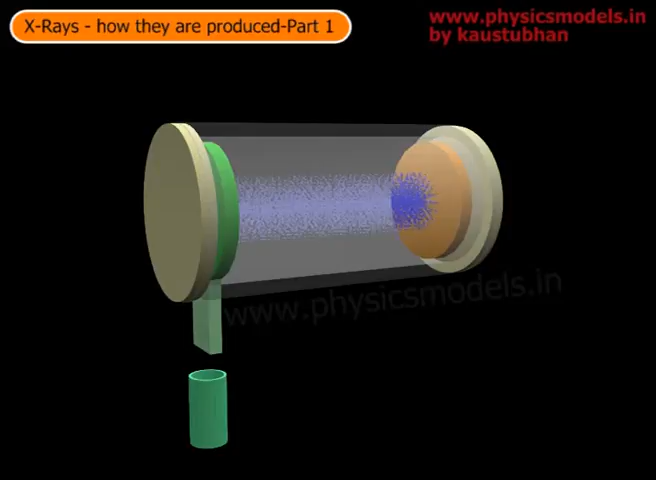 X-Rays - how they are produced-Part 1
www.physicsmodels.in
by kaustubhan
www.physicsmodels.in